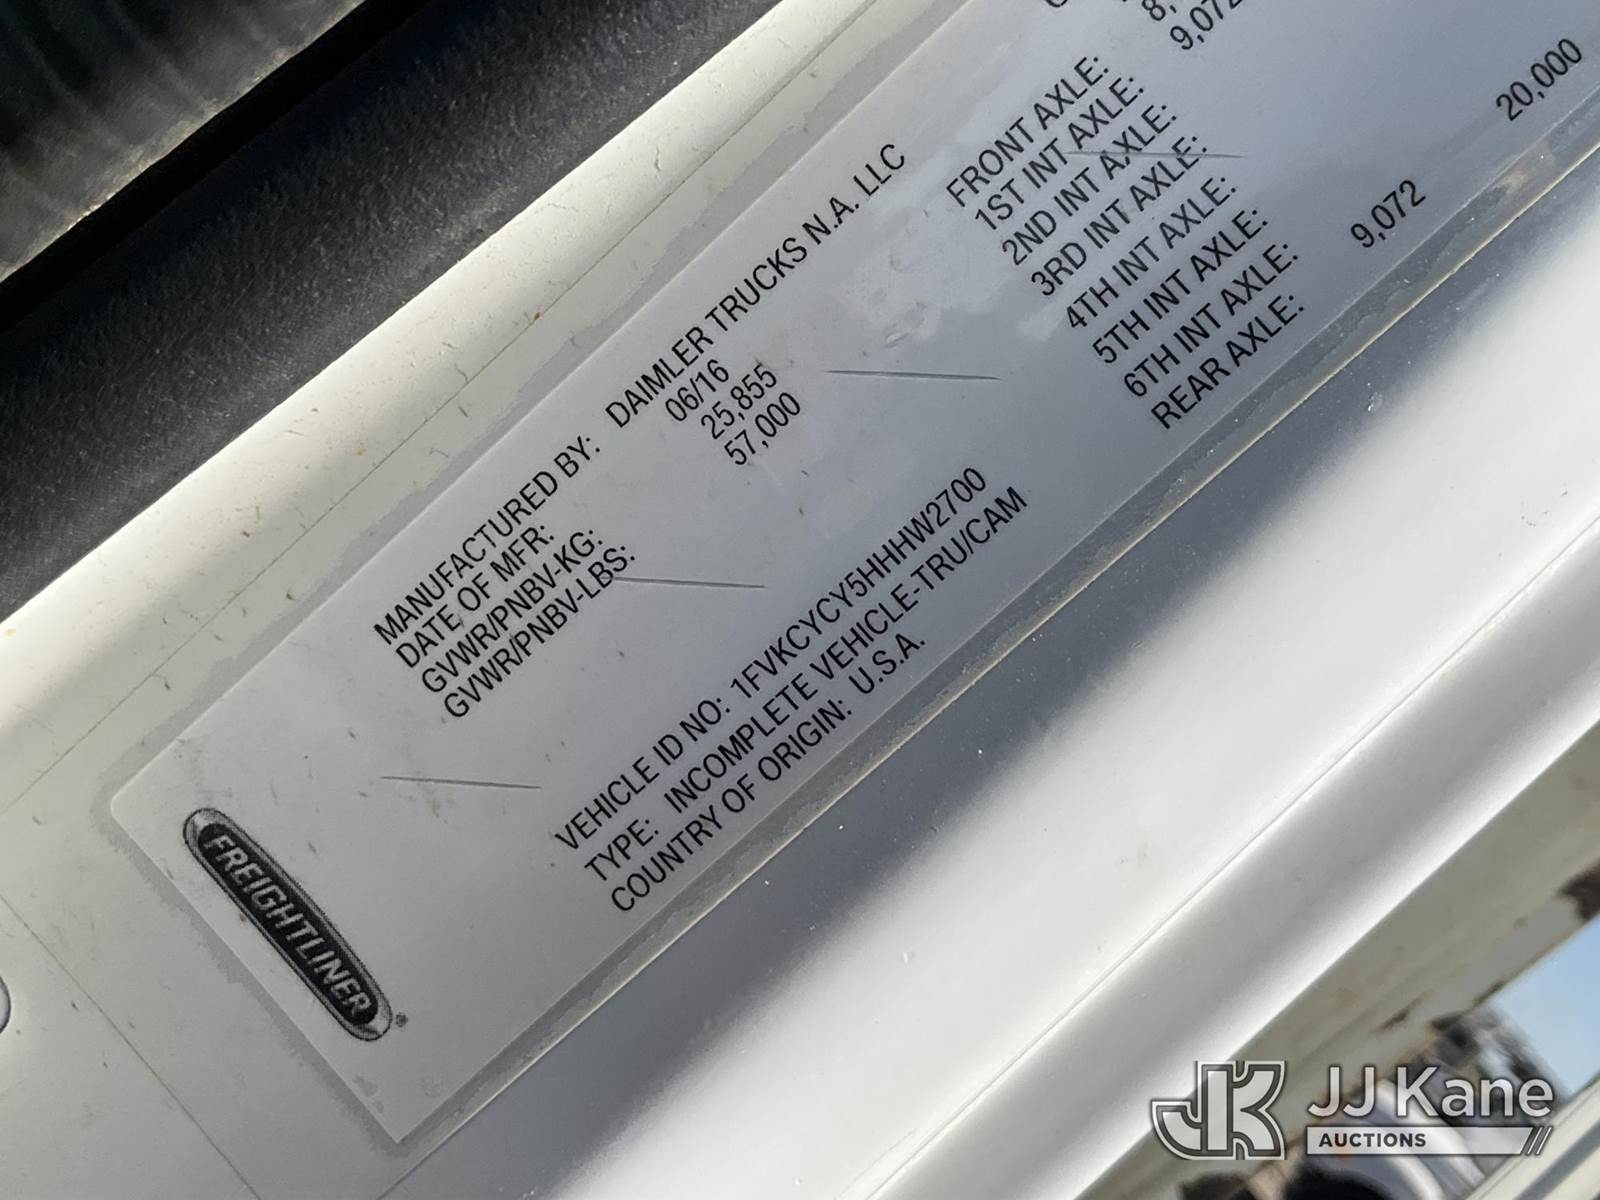 MANUFACTURED BY: DAIMLER TRUCKS N.A. LLC
DATE OF MFR: 06/16
GVWR/PNBV-KG: 25,855
GVWR/PNBV-LBS: 57,000
VEHICLE ID NO: 1FVKCYCY5HHHW2700
TYPE: INCOMPLETE VEHICLE-TRU/CAM
COUNTRY OF ORIGIN: U.S.A.
FRONT AXLE:
1ST INT AXLE:
2ND INT AXLE: 9,072
3RD INT AXLE:
4TH INT AXLE:
5TH INT AXLE:
6TH INT AXLE:
REAR AXLE: 9,072 20,000
FREIGHTLINER®
JK JJ Kane
AUCTIONS